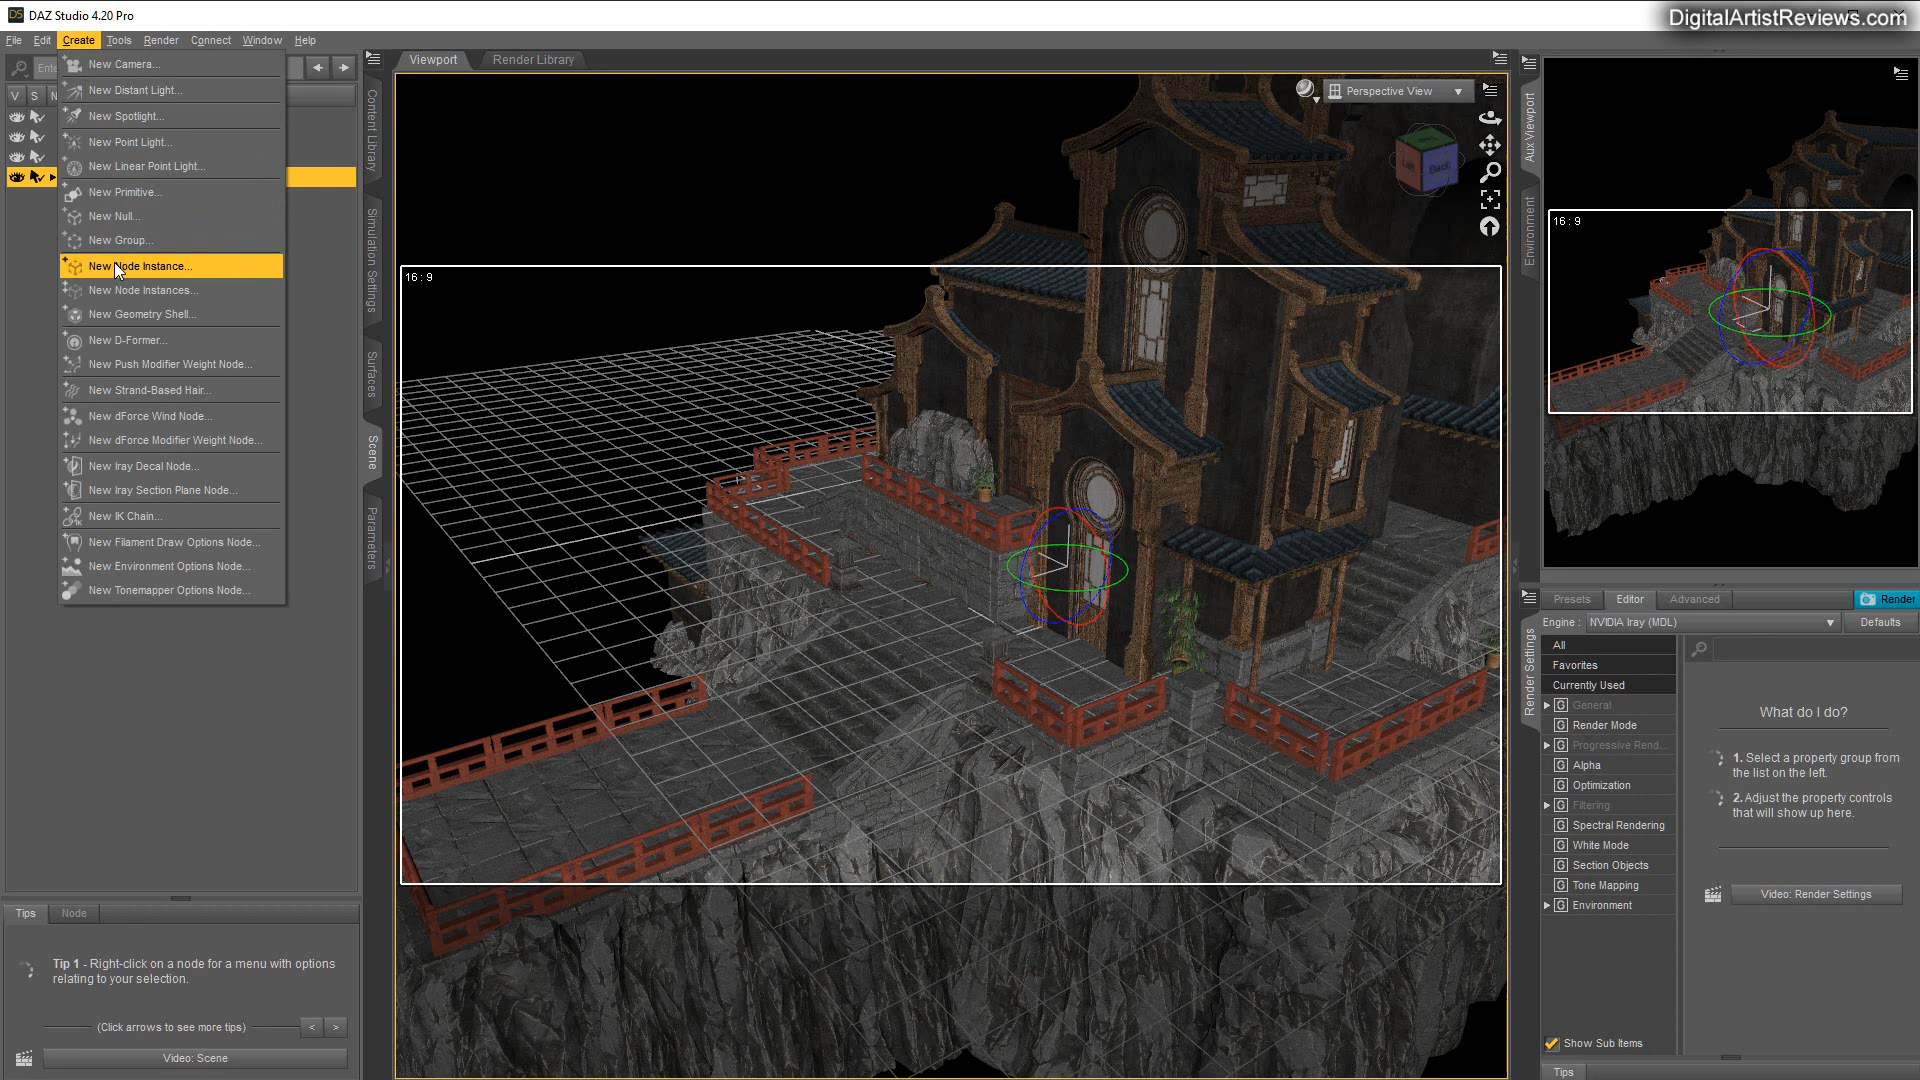 DAZ Studio 4.20 Pro
DigitalArtistReviews.com
File Edit Create Tools Render Connect Window Help
Ente
V S N
New Camera...
New Distant Light...
New Spotlight...
New Point Light...
New Linear Point Light...
New Primitive...
New Null...
New Group...
New Node Instance...
New Node Instances...
New Geometry Shell...
New D-Former...
New Push Modifier Weight Node...
New Strand-Based Hair...
New dForce Wind Node...
New dForce Modifier Weight Node...
New Iray Decal Node...
New Iray Section Plane Node...
New IK Chain...
New Filament Draw Options Node...
New Environment Options Node...
New Tonemapper Options Node...
Tips Node
Tip 1 - Right-click on a node for a menu with options
relating to your selection.
(Click arrows to see more tips) < >
Video: Scene
Content Library
Simulation Settings
Surfaces
Scene
Parameters
Viewport Render Library
Perspective View
Back
16 : 9
Aux Viewport
Environment
16 : 9
Render Settings
Presets Editor Advanced Render
Engine : NVIDIA Iray (MDL) Defaults
All
Favorites
Currently Used
G General
G Render Mode
G Progressive Rend...
G Alpha
G Optimization
G Filtering
G Spectral Rendering
G White Mode
G Section Objects
G Tone Mapping
G Environment
Show Sub Items
What do I do?
1. Select a property group from
the list on the left.
2. Adjust the property controls
that will show up here.
Video: Render Settings
Tips